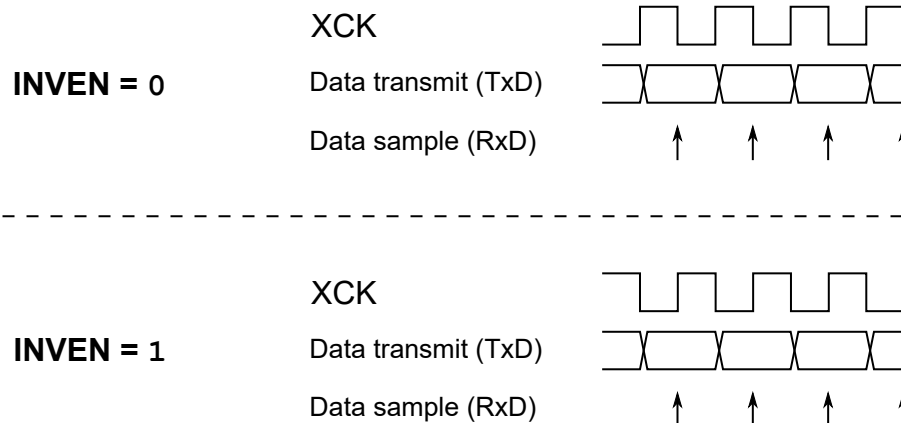 XCK
INVEN = 0 Data transmit (TxD)
Data sample (RxD)
XCK
INVEN = 1 Data transmit (TxD)
Data sample (RxD)